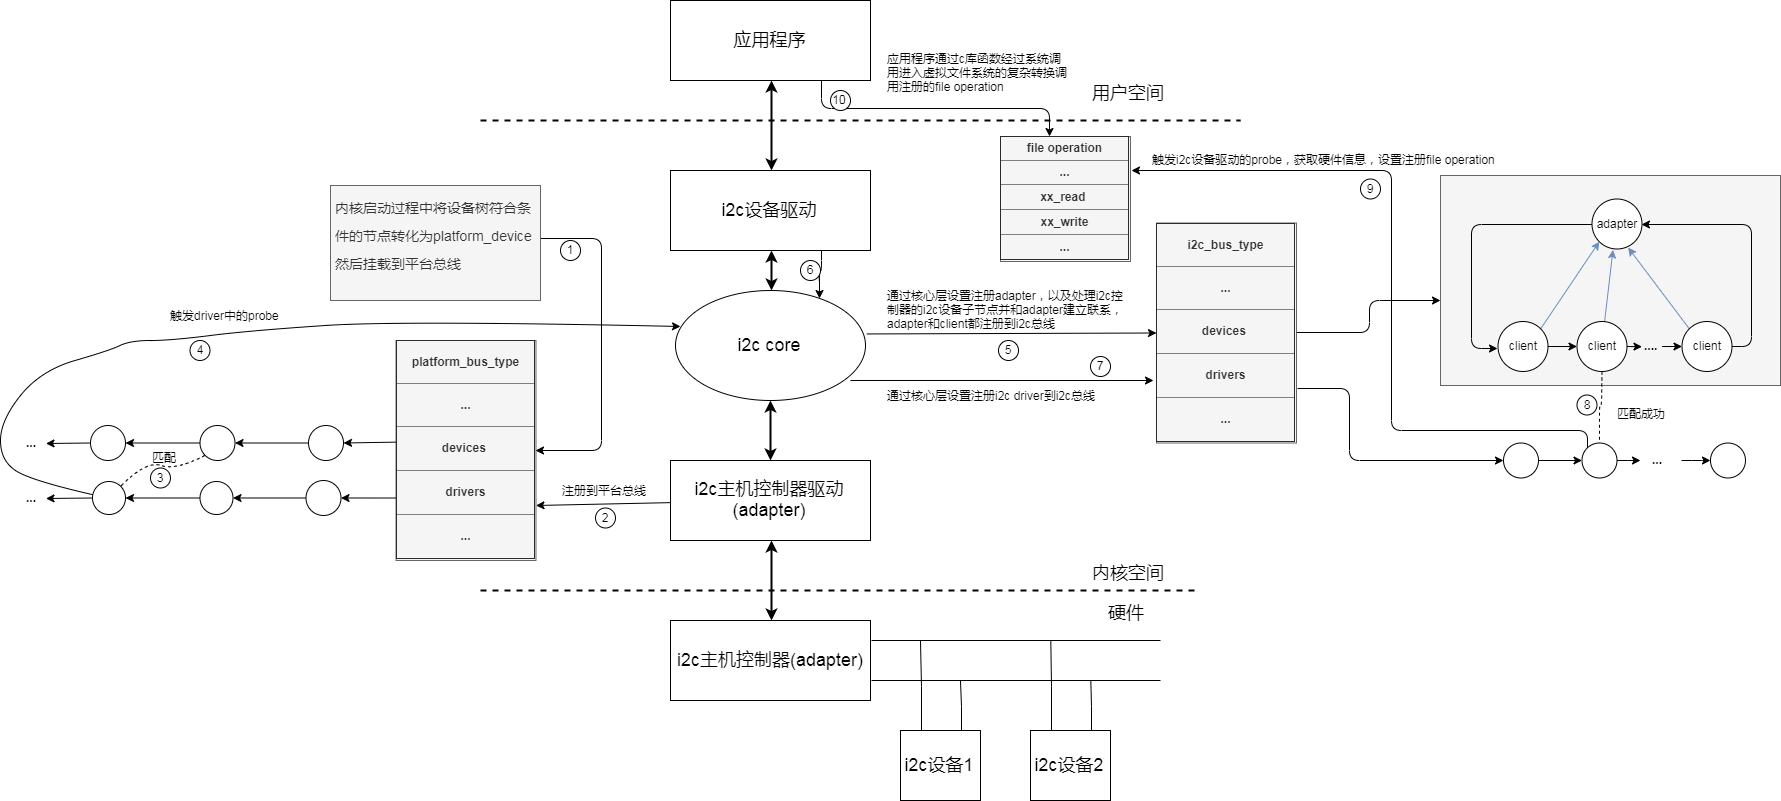 应用程序
应用程序通过c库函数经过系统调
用进入虚拟文件系统的复杂转换调
用注册的file operation
10
用户空间
file operation
...
xx_read
xx_write
...
触发i2c设备驱动的probe，获取硬件信息，设置注册file operation
9
内核启动过程中将设备树符合条
件的节点转化为platform_device
然后挂载到平台总线
1
i2c设备驱动
6
i2c_bus_type
...
devices
drivers
...
adapter
client
client
....
client
8
匹配成功
...
触发driver中的probe
4
i2c core
通过核心层设置注册adapter，以及处理i2c控
制器的i2c设备子节点并和adapter建立联系，
adapter和client都注册到i2c总线
5
7
通过核心层设置注册i2c driver到i2c总线
platform_bus_type
...
devices
drivers
...
...
匹配
3
...
注册到平台总线
2
i2c主机控制器驱动
(adapter)
内核空间
硬件
i2c主机控制器(adapter)
i2c设备1
i2c设备2